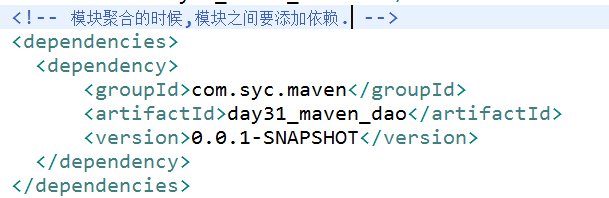 <!-- 模块聚合的时候,模块之间要添加依赖. -->
<dependencies>
<dependency>
<groupId>com.syc.maven</groupId>
<artifactId>day31_maven_dao</artifactId>
<version>0.0.1-SNAPSHOT</version>
</dependency>
</dependencies>